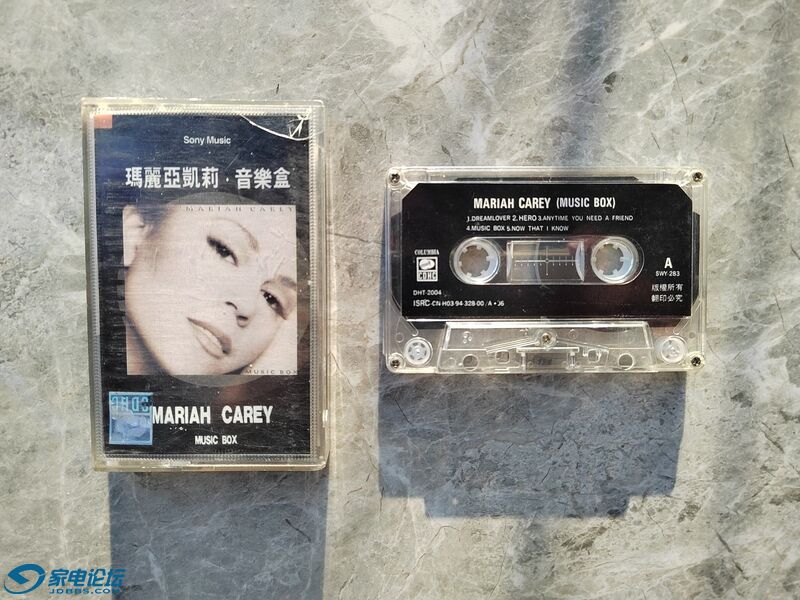 Sony Music
瑪麗亞凱莉·音樂盒
MARIAH CAREY
MUSIC BOX
MARIAH CAREY
MUSIC BOX
MARIAH CAREY (MUSIC BOX)
1.DREAMLOVER 2.HERO 3.ANYTIME YOU NEED A FRIEND
4.MUSIC BOX 5.NOW THAT I KNOW
COLUMBIA
A
SWY-283
DHT-2004
版權所有
ISRC-CN-H03-94-328-00/A·J6
翻印必究
家电论坛
JDBBS.COM